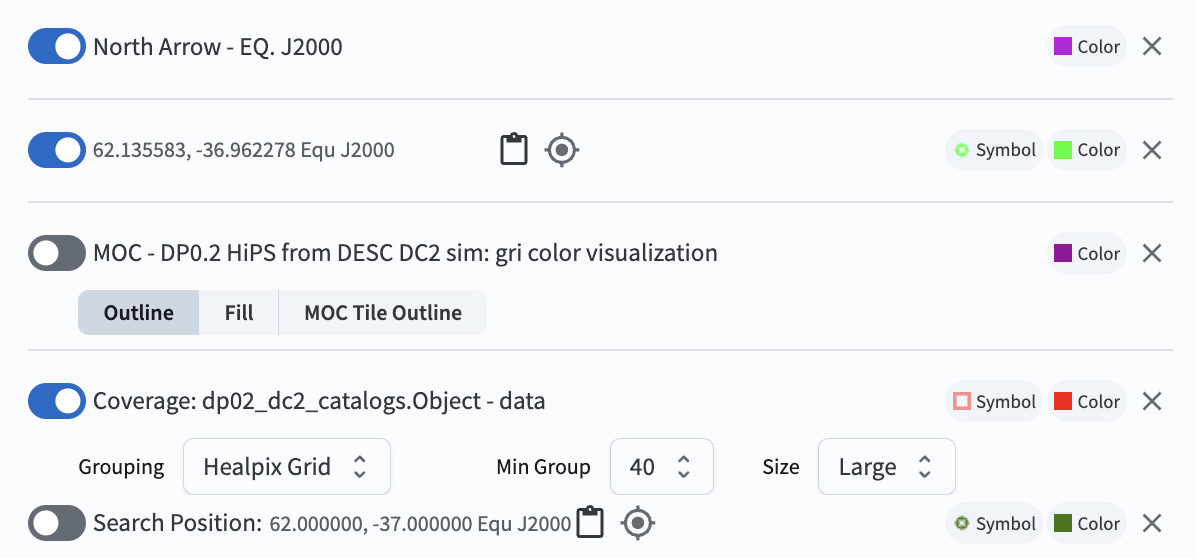 North Arrow - EQ. J2000 Color
62.135583, -36.962278 Equ J2000 Symbol Color
MOC - DP0.2 HiPS from DESC DC2 sim: gri color visualization Color
Outline Fill MOC Tile Outline
Coverage: dp02_dc2_catalogs.Object - data Symbol Color
Grouping Healpix Grid Min Group 40 Size Large
Search Position: 62.000000, -37.000000 Equ J2000 Symbol Color